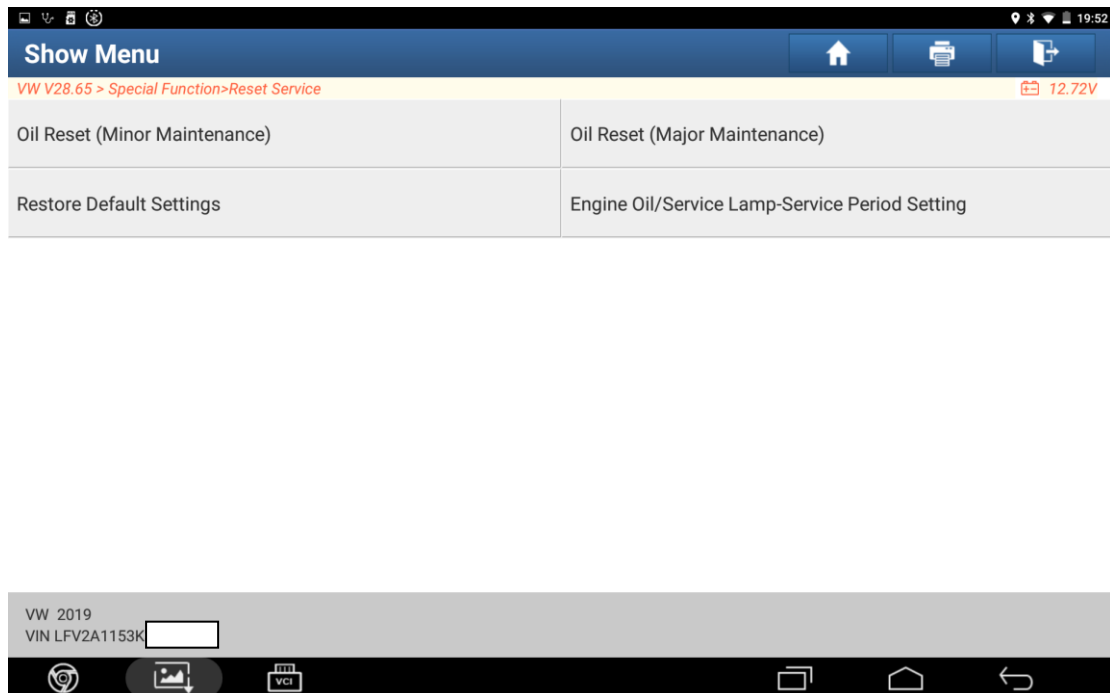 19:52
Show Menu
VW V28.65 > Special Function>Reset Service
12.72V
Oil Reset (Minor Maintenance)
Oil Reset (Major Maintenance)
Restore Default Settings
Engine Oil/Service Lamp-Service Period Setting
VW 2019
VIN LFV2A1153K
VCI